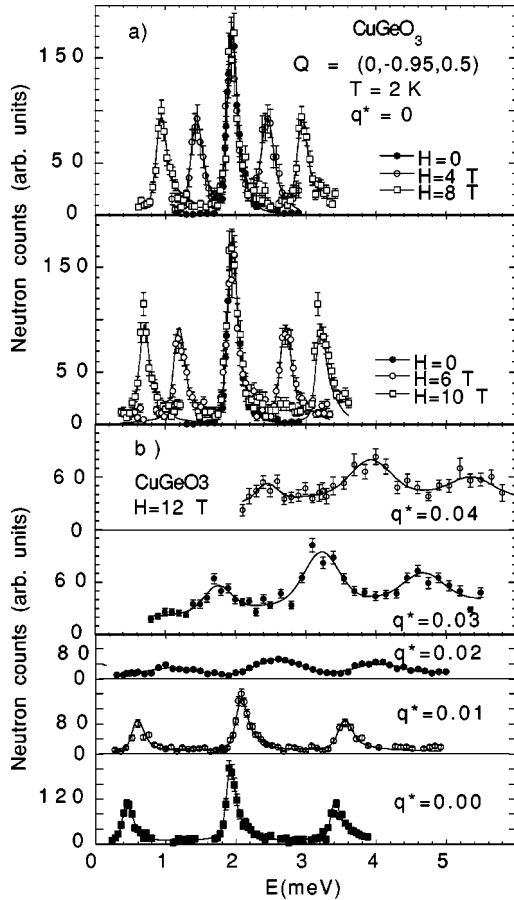 a)
CuGeO3
Q = (0,-0.95,0.5)
T = 2 K
q* = 0
H=0
H=4 T
H=8 T
150
50
0
Neutron counts (arb. units)
H=0
H=6 T
H=10 T
150
50
0
b )
CuGeO3
H=12 T
60
0
q*=0.04
60
0
q*=0.03
Neutron counts (arb. units)
80
0
q*=0.02
80
0
q*=0.01
120
0
q*=0.00
0 1 2 3 4 5
E(meV)